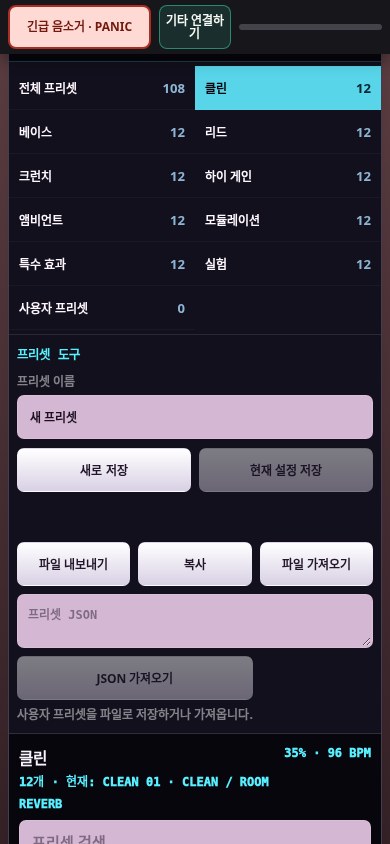 긴급 음소거 · PANIC
기타 연결하
기
전체 프리셋 108
클린 12
베이스 12
리드 12
크런치 12
하이 게인 12
앰비언트 12
모듈레이션 12
특수 효과 12
실험 12
사용자 프리셋 0
프리셋 도구
프리셋 이름
새 프리셋
새로 저장
현재 설정 저장
파일 내보내기
복사
파일 가져오기
프리셋 JSON
JSON 가져오기
사용자 프리셋을 파일로 저장하거나 가져옵니다.
클린
35% · 96 BPM
12개 · 현재: CLEAN 01 · CLEAN / ROOM
REVERB
프리셋 검색